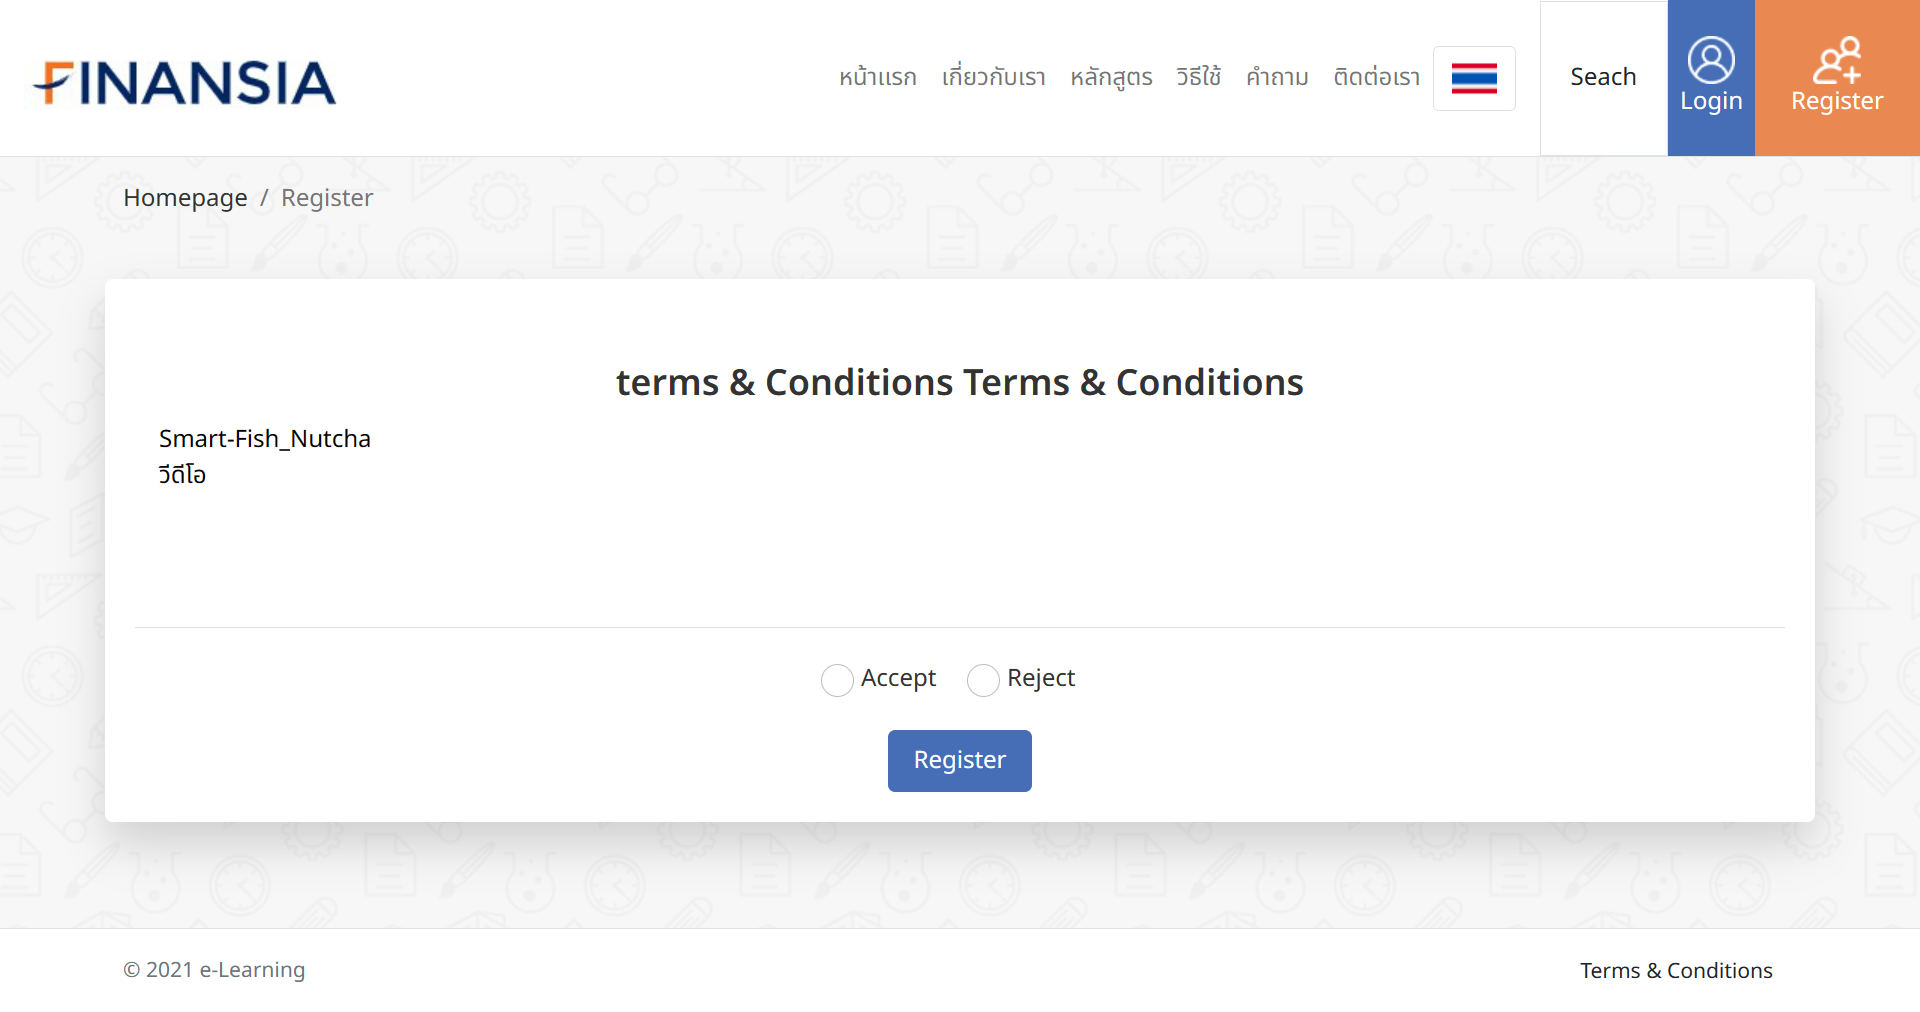 FINANSIA
หน้าแรก เกี่ยวกับเรา หลักสูตร วิธีใช้ คำถาม ติดต่อเรา Seach Login Register
Homepage / Register
terms & Conditions Terms & Conditions
Smart-Fish_Nutcha
วีดีโอ
Accept Reject
Register
© 2021 e-Learning Terms & Conditions